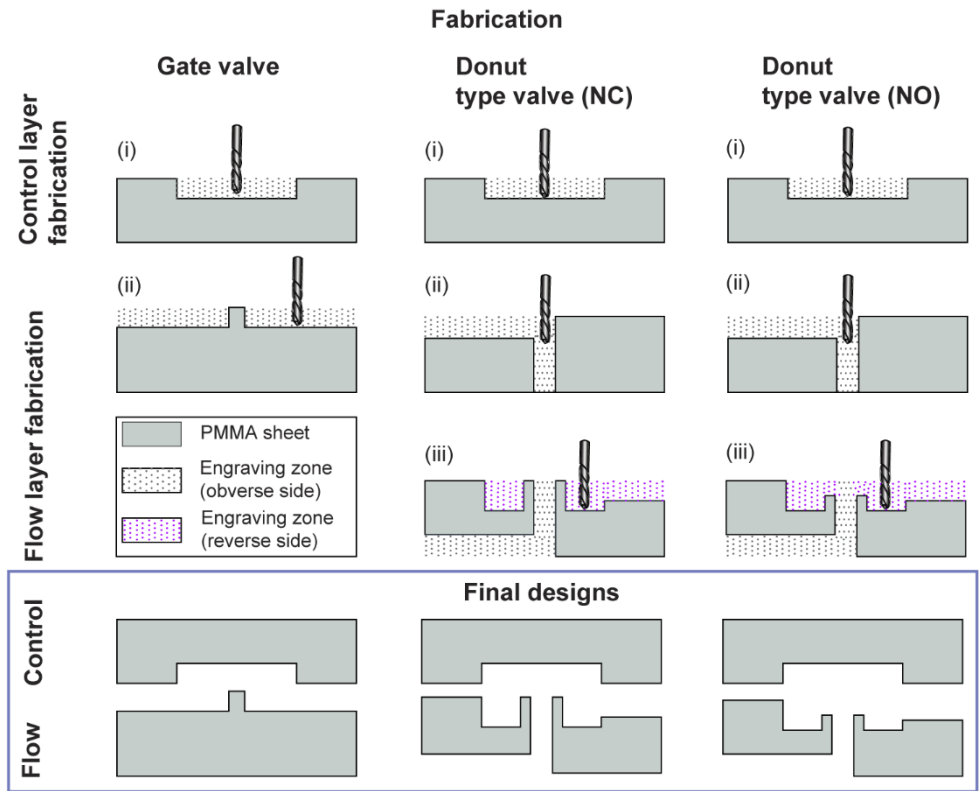 Fabrication
Gate valve
Donut
type valve (NC)
Donut
type valve (NO)
Control layer
fabrication
(i)
(i)
(i)
Flow layer fabrication
(ii)
(ii)
(ii)
PMMA sheet
Engraving zone
(obverse side)
Engraving zone
(reverse side)
(iii)
(iii)
Final designs
Control
Flow